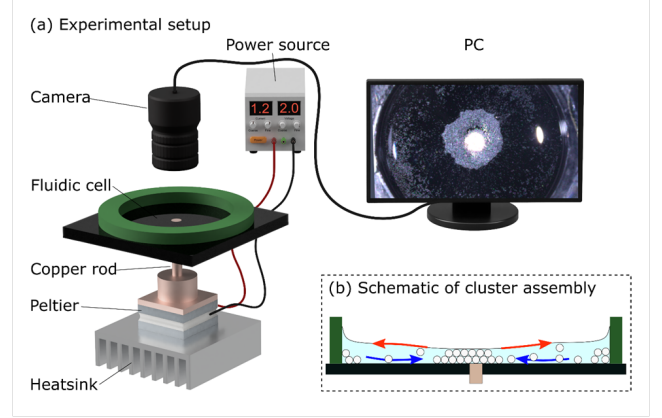 (a) Experimental setup
Power source
PC
Camera
1.2 2.0
Fluidic cell
Copper rod
Peltier
Heatsink
(b) Schematic of cluster assembly